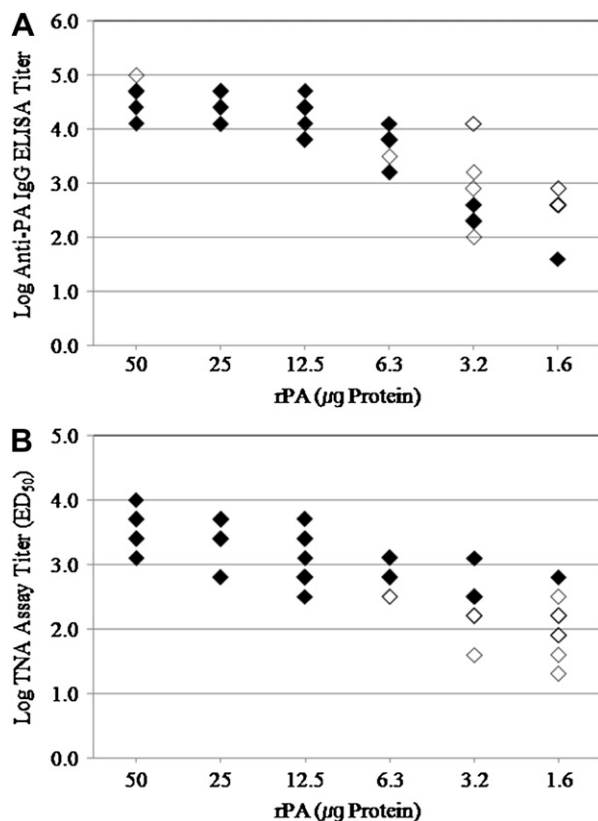 A
Log Anti-PA IgG ELISA Titer
6.0
5.0
4.0
3.0
2.0
1.0
0.0
50 25 12.5 6.3 3.2 1.6
rPA (µg Protein)
B
Log TNA Assay Titer (ED50)
5.0
4.0
3.0
2.0
1.0
0.0
50 25 12.5 6.3 3.2 1.6
rPA (µg Protein)